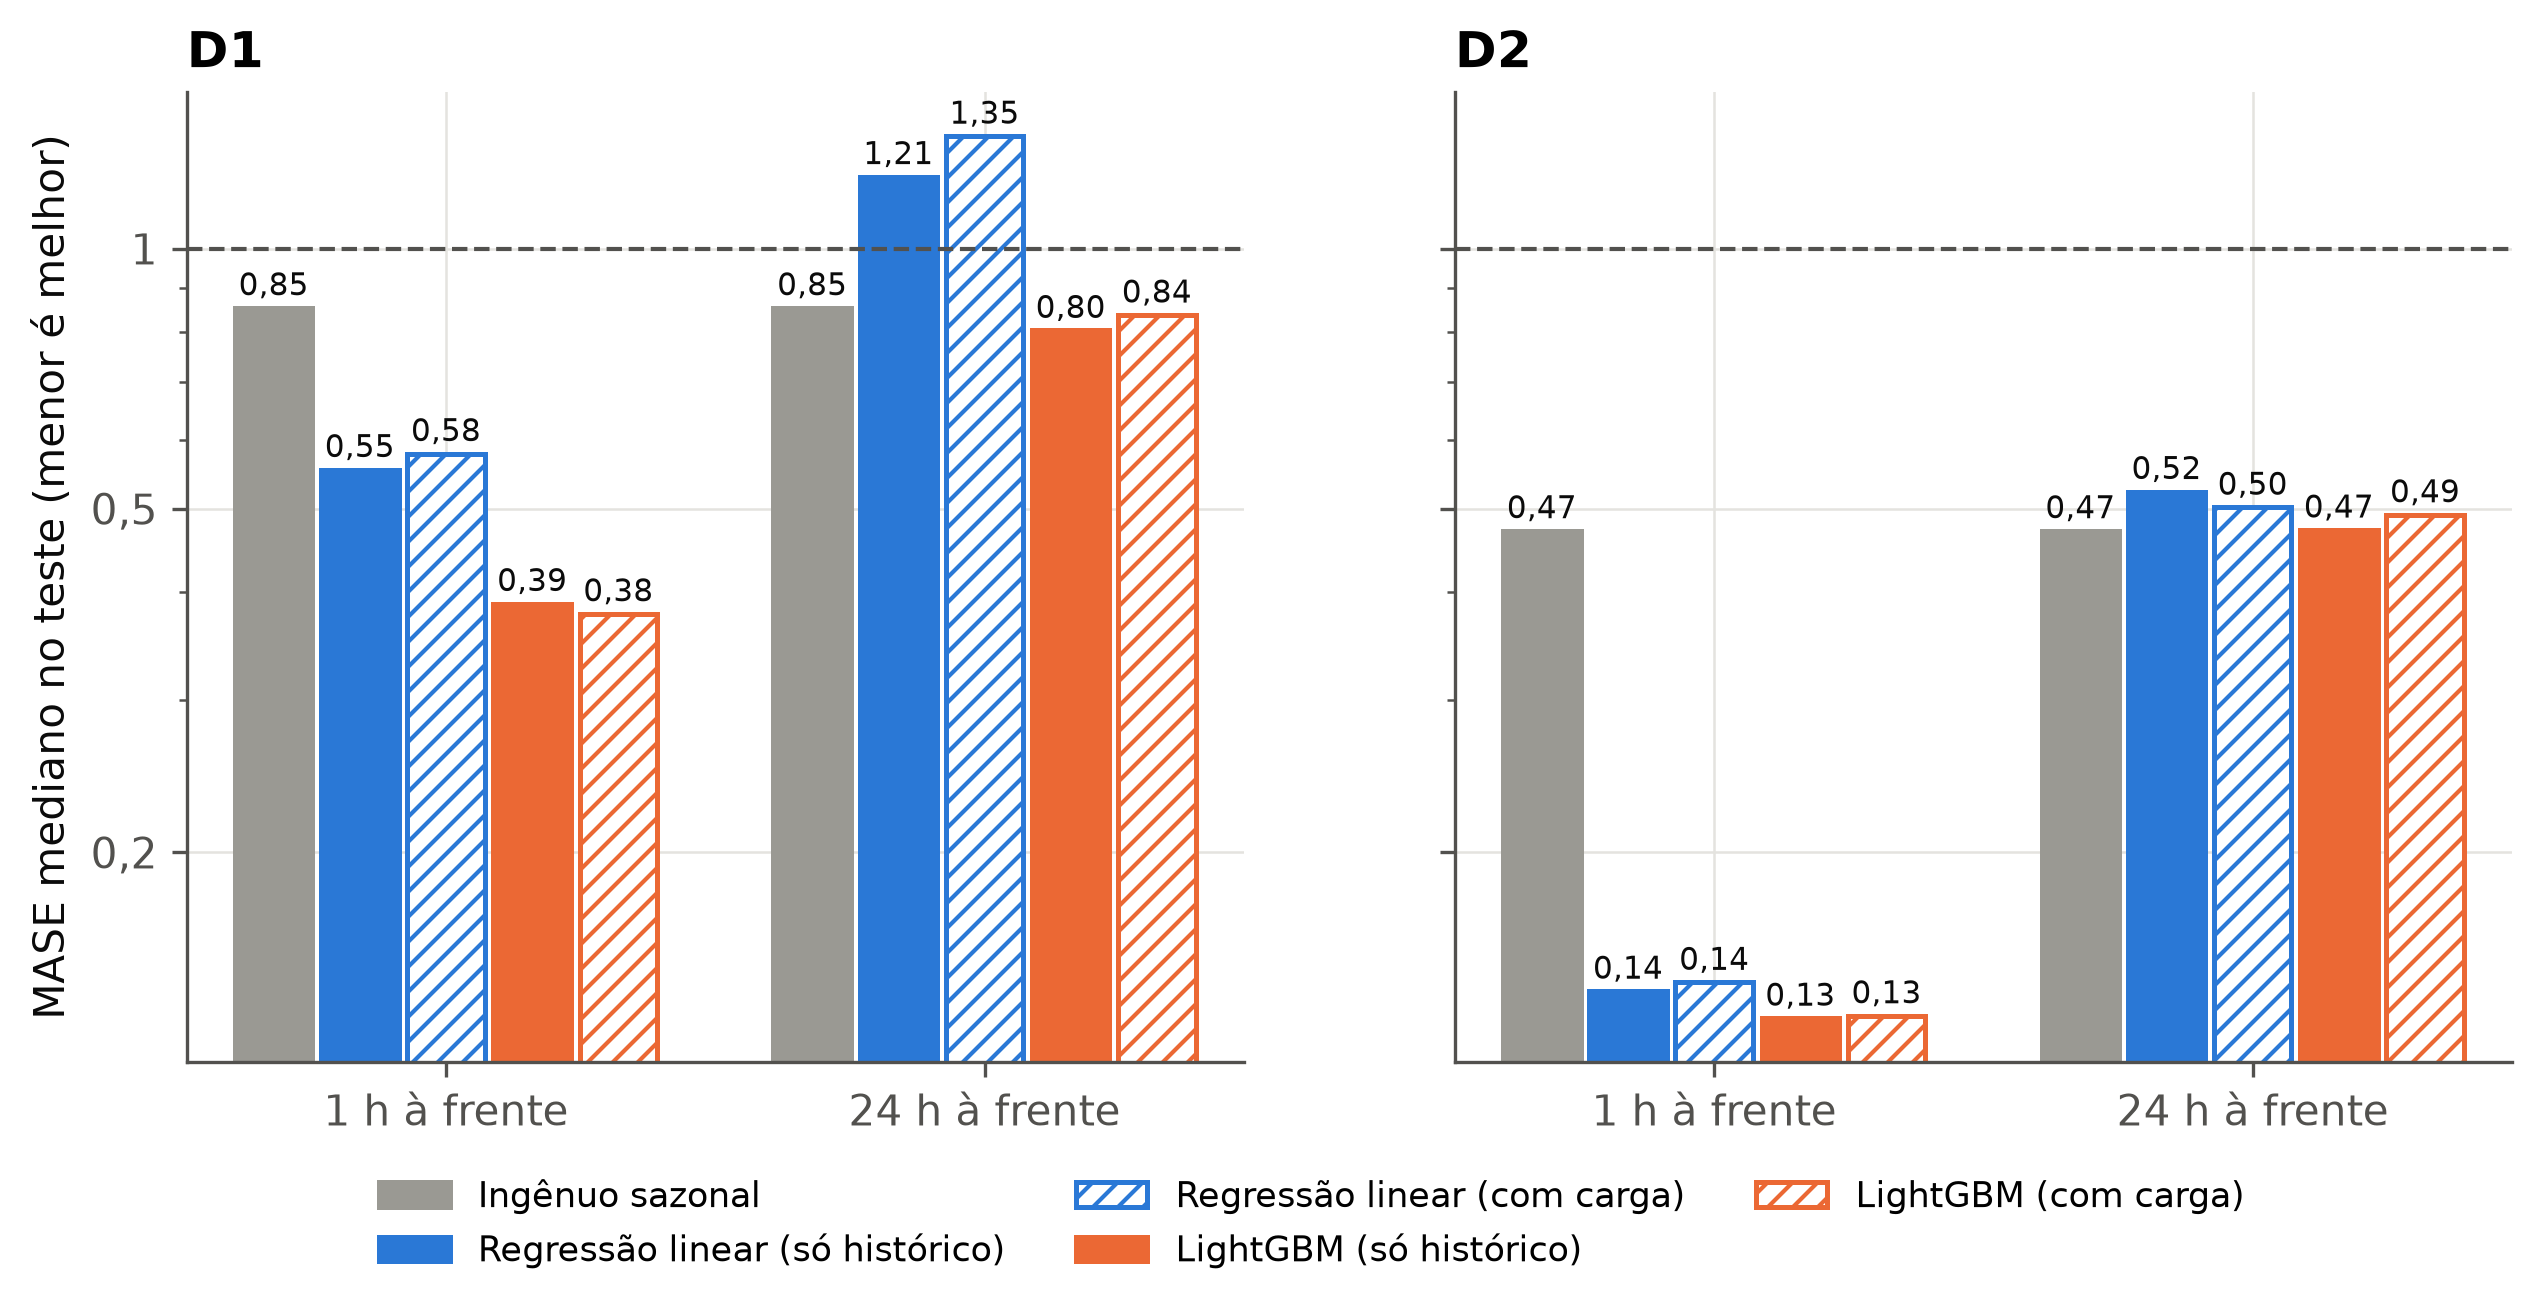 D1
D2
MASE mediano no teste (menor é melhor)
1
0,5
0,2
0,85
0,55
0,58
0,39
0,38
0,85
1,21
1,35
0,80
0,84
0,47
0,14
0,14
0,13
0,13
0,47
0,52
0,50
0,47
0,49
1 h à frente
24 h à frente
1 h à frente
24 h à frente
Ingênuo sazonal
Regressão linear (só histórico)
Regressão linear (com carga)
LightGBM (só histórico)
LightGBM (com carga)